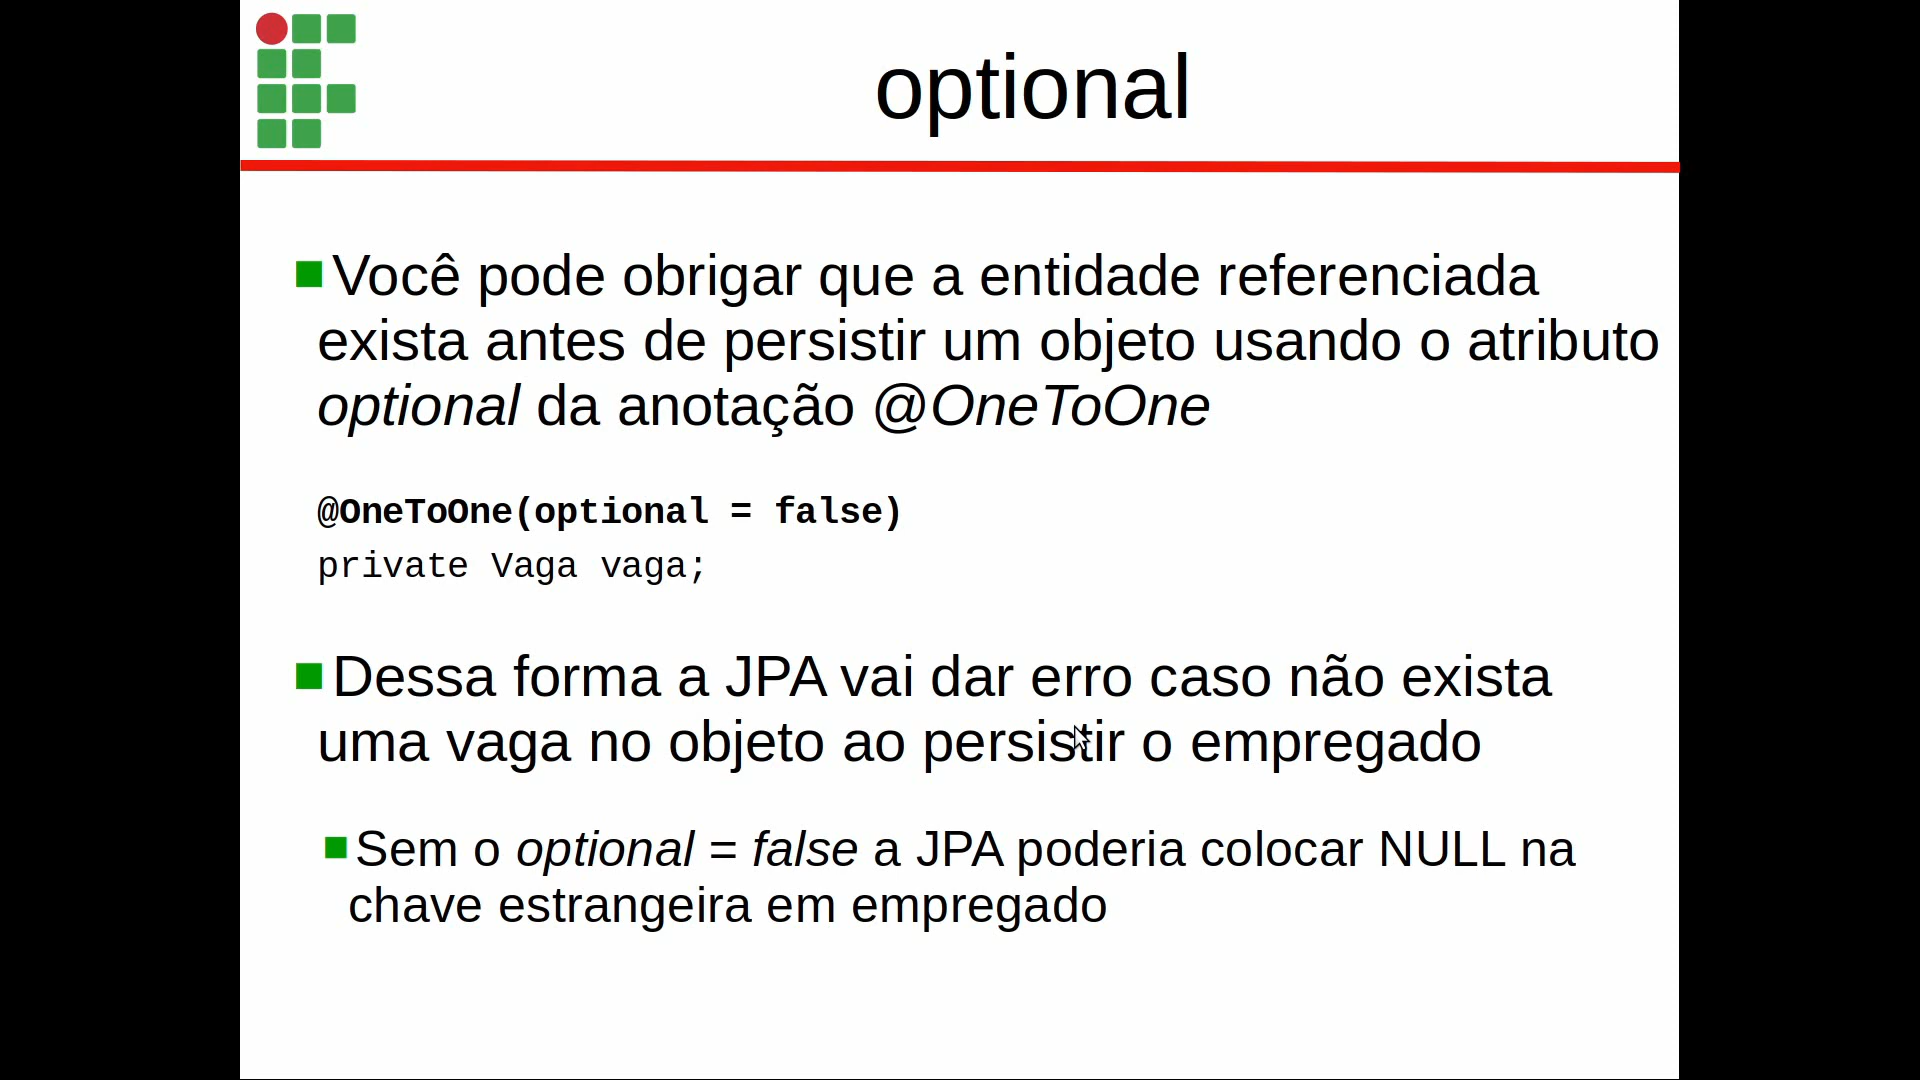 optional
Você pode obrigar que a entidade referenciada
exista antes de persistir um objeto usando o atributo
optional da anotação @OneToOne
@OneToOne(optional = false)
private Vaga vaga;
Dessa forma a JPA vai dar erro caso não exista
uma vaga no objeto ao persistir o empregado
Sem o optional = false a JPA poderia colocar NULL na
chave estrangeira em empregado